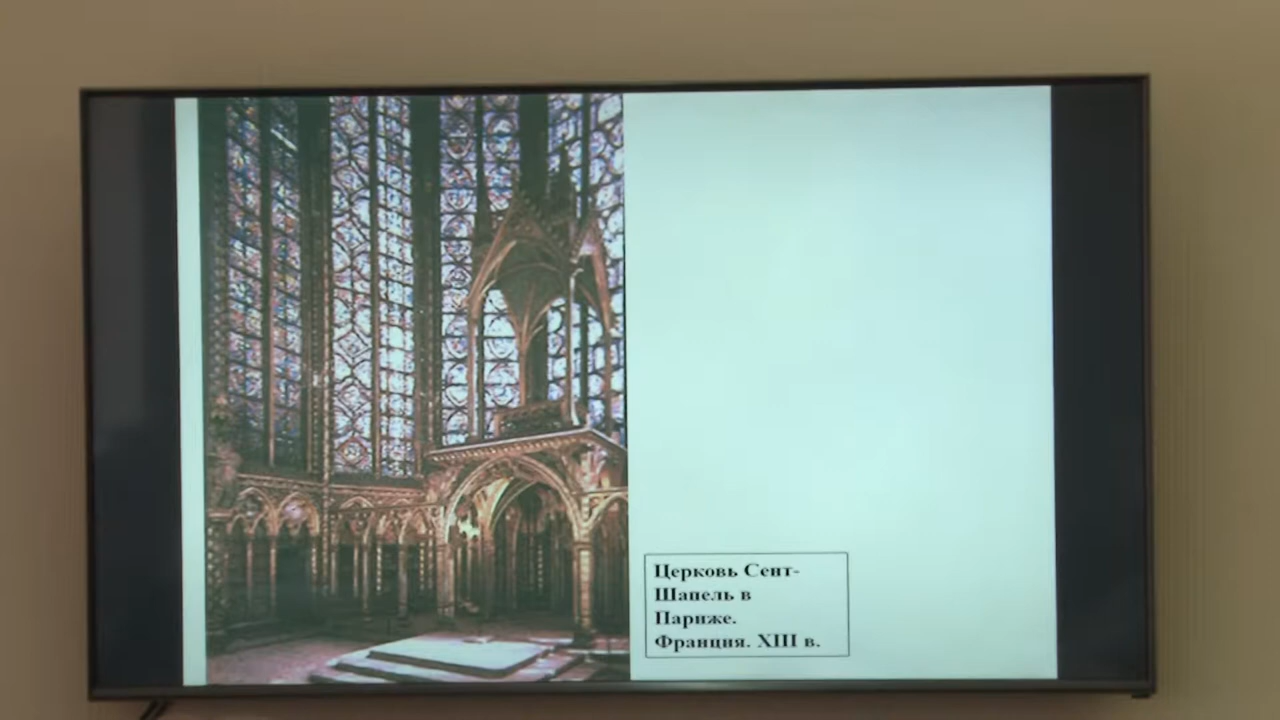 Церковь Сент-
Шапель в
Париже.
Франция. XIII в.